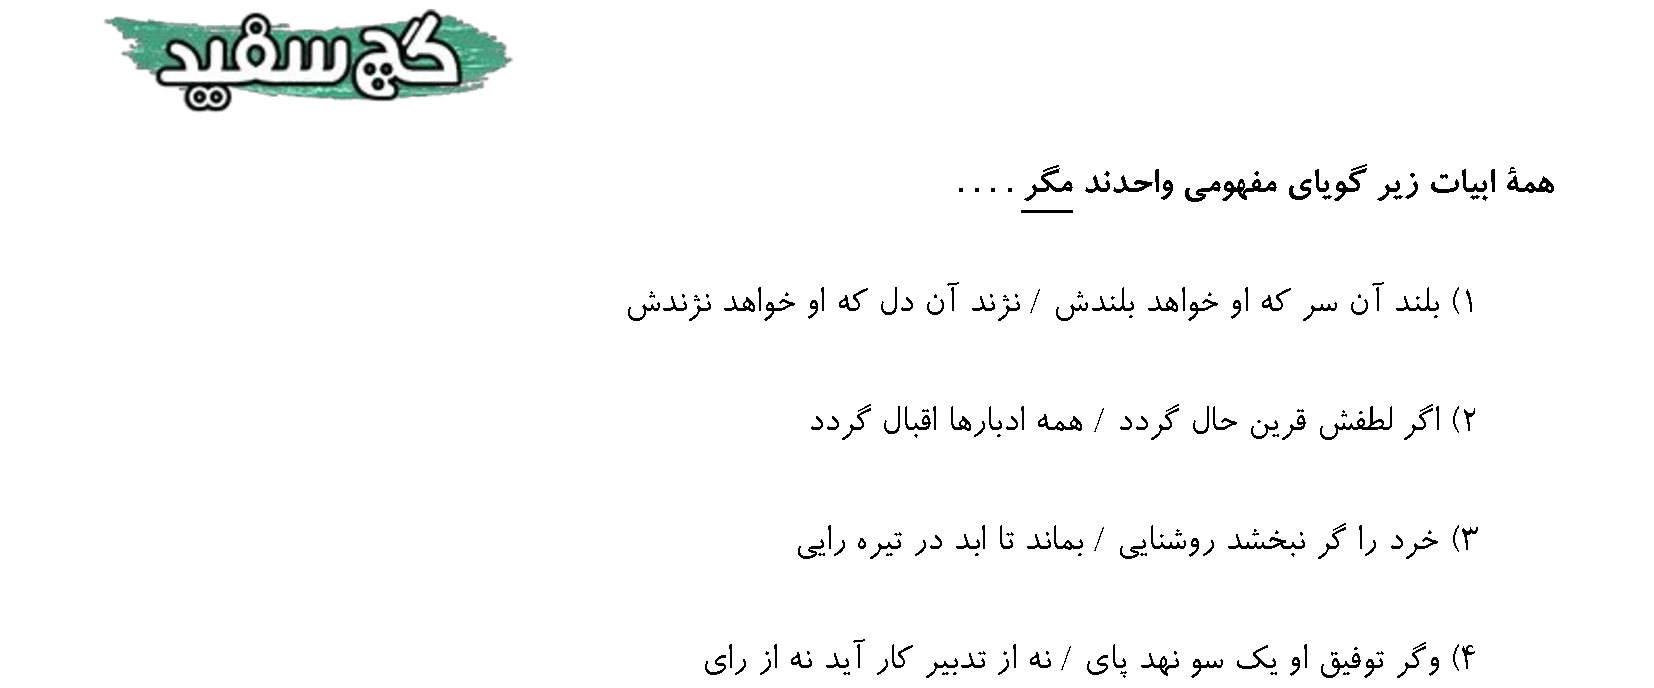 گچ سفید
همهٔ ابیات زیر گویای مفهومی واحدند مگر ....
۱) بلند آن سر که او خواهد بلندش / نژند آن دل که او خواهد نژندش
۲) اگر لطفش قرین حال گردد / همه ادبارها اقبال گردد
۳) خرد را گر نبخشد روشنایی / بماند تا ابد در تیره رایی
۴) وگر توفیق او یک سو نهد پای / نه از تدبیر کار آید نه از رای